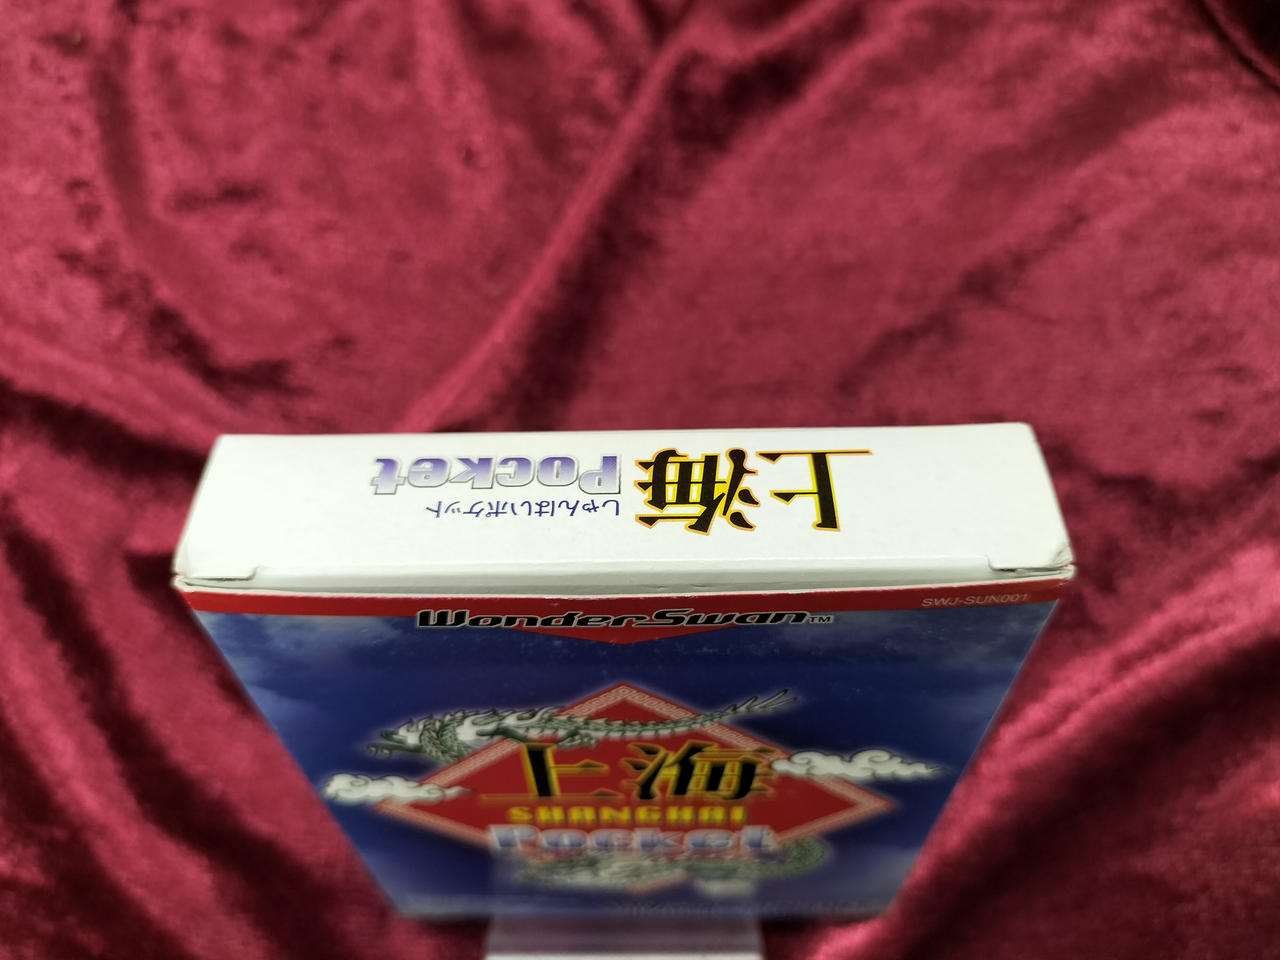 上海 Pocket
しゃんはいポケット
WonderSwan™
SWJ-SUN001
上海
SHANGHAI
Pocket